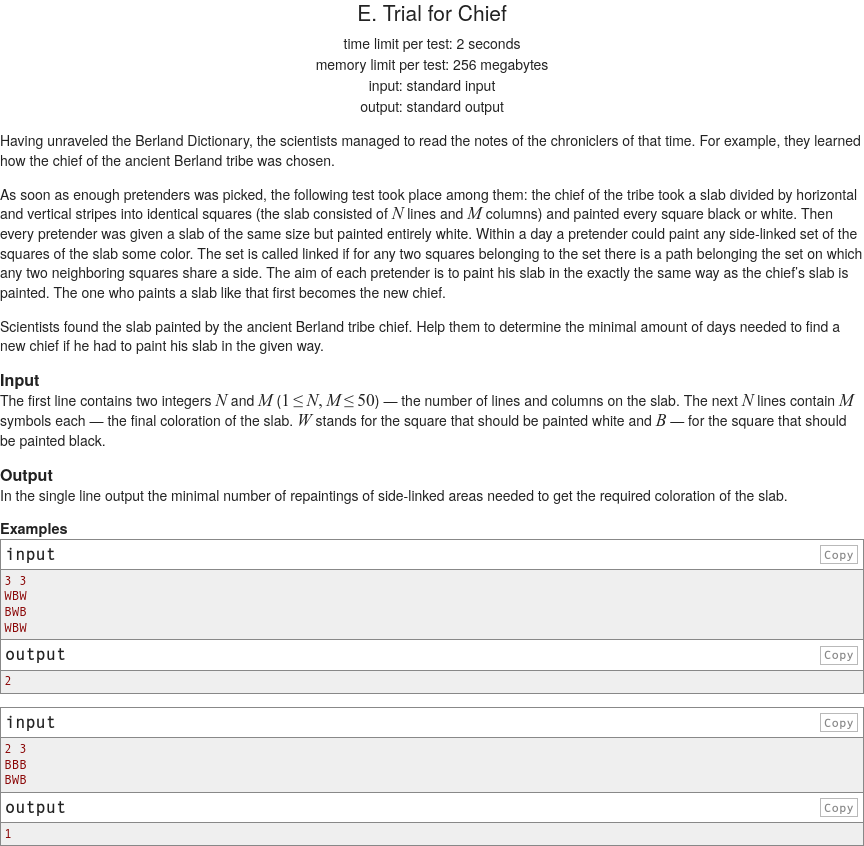 E. Trial for Chief
time limit per test: 2 seconds
memory limit per test: 256 megabytes
input: standard input
output: standard output
Having unraveled the Berland Dictionary, the scientists managed to read the notes of the chroniclers of that time. For example, they learned
how the chief of the ancient Berland tribe was chosen.
As soon as enough pretenders was picked, the following test took place among them: the chief of the tribe took a slab divided by horizontal
and vertical stripes into identical squares (the slab consisted of N lines and M columns) and painted every square black or white. Then
every pretender was given a slab of the same size but painted entirely white. Within a day a pretender could paint any side-linked set of the
squares of the slab some color. The set is called linked if for any two squares belonging to the set there is a path belonging the set on which
any two neighboring squares share a side. The aim of each pretender is to paint his slab in the exactly the same way as the chief's slab is
painted. The one who paints a slab like that first becomes the new chief.
Scientists found the slab painted by the ancient Berland tribe chief. Help them to determine the minimal amount of days needed to find a
new chief if he had to paint his slab in the given way.
Input
The first line contains two integers N and M (1 ≤ N, M ≤ 50) — the number of lines and columns on the slab. The next N lines contain M
symbols each — the final coloration of the slab. W stands for the square that should be painted white and B — for the square that should
be painted black.
Output
In the single line output the minimal number of repaintings of side-linked areas needed to get the required coloration of the slab.
Examples
input Copy
3 3
WBW
BWB
WBW
output Copy
2
input Copy
2 3
BBB
BWB
output Copy
1